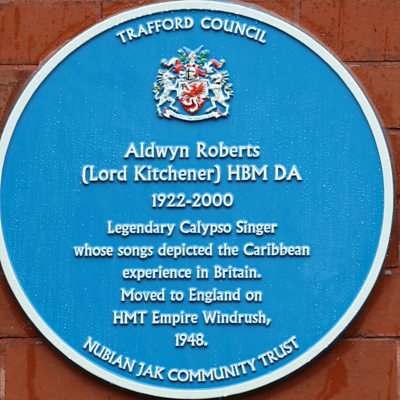 TRAFFORD COUNCIL
Aldwyn Roberts
(Lord Kitchener) HBM DA
1922-2000
Legendary Calypso Singer
whose songs depicted the Caribbean
experience in Britain.
Moved to England on
HMT Empire Windrush,
1948.
NUBIAN JAK COMMUNITY TRUST